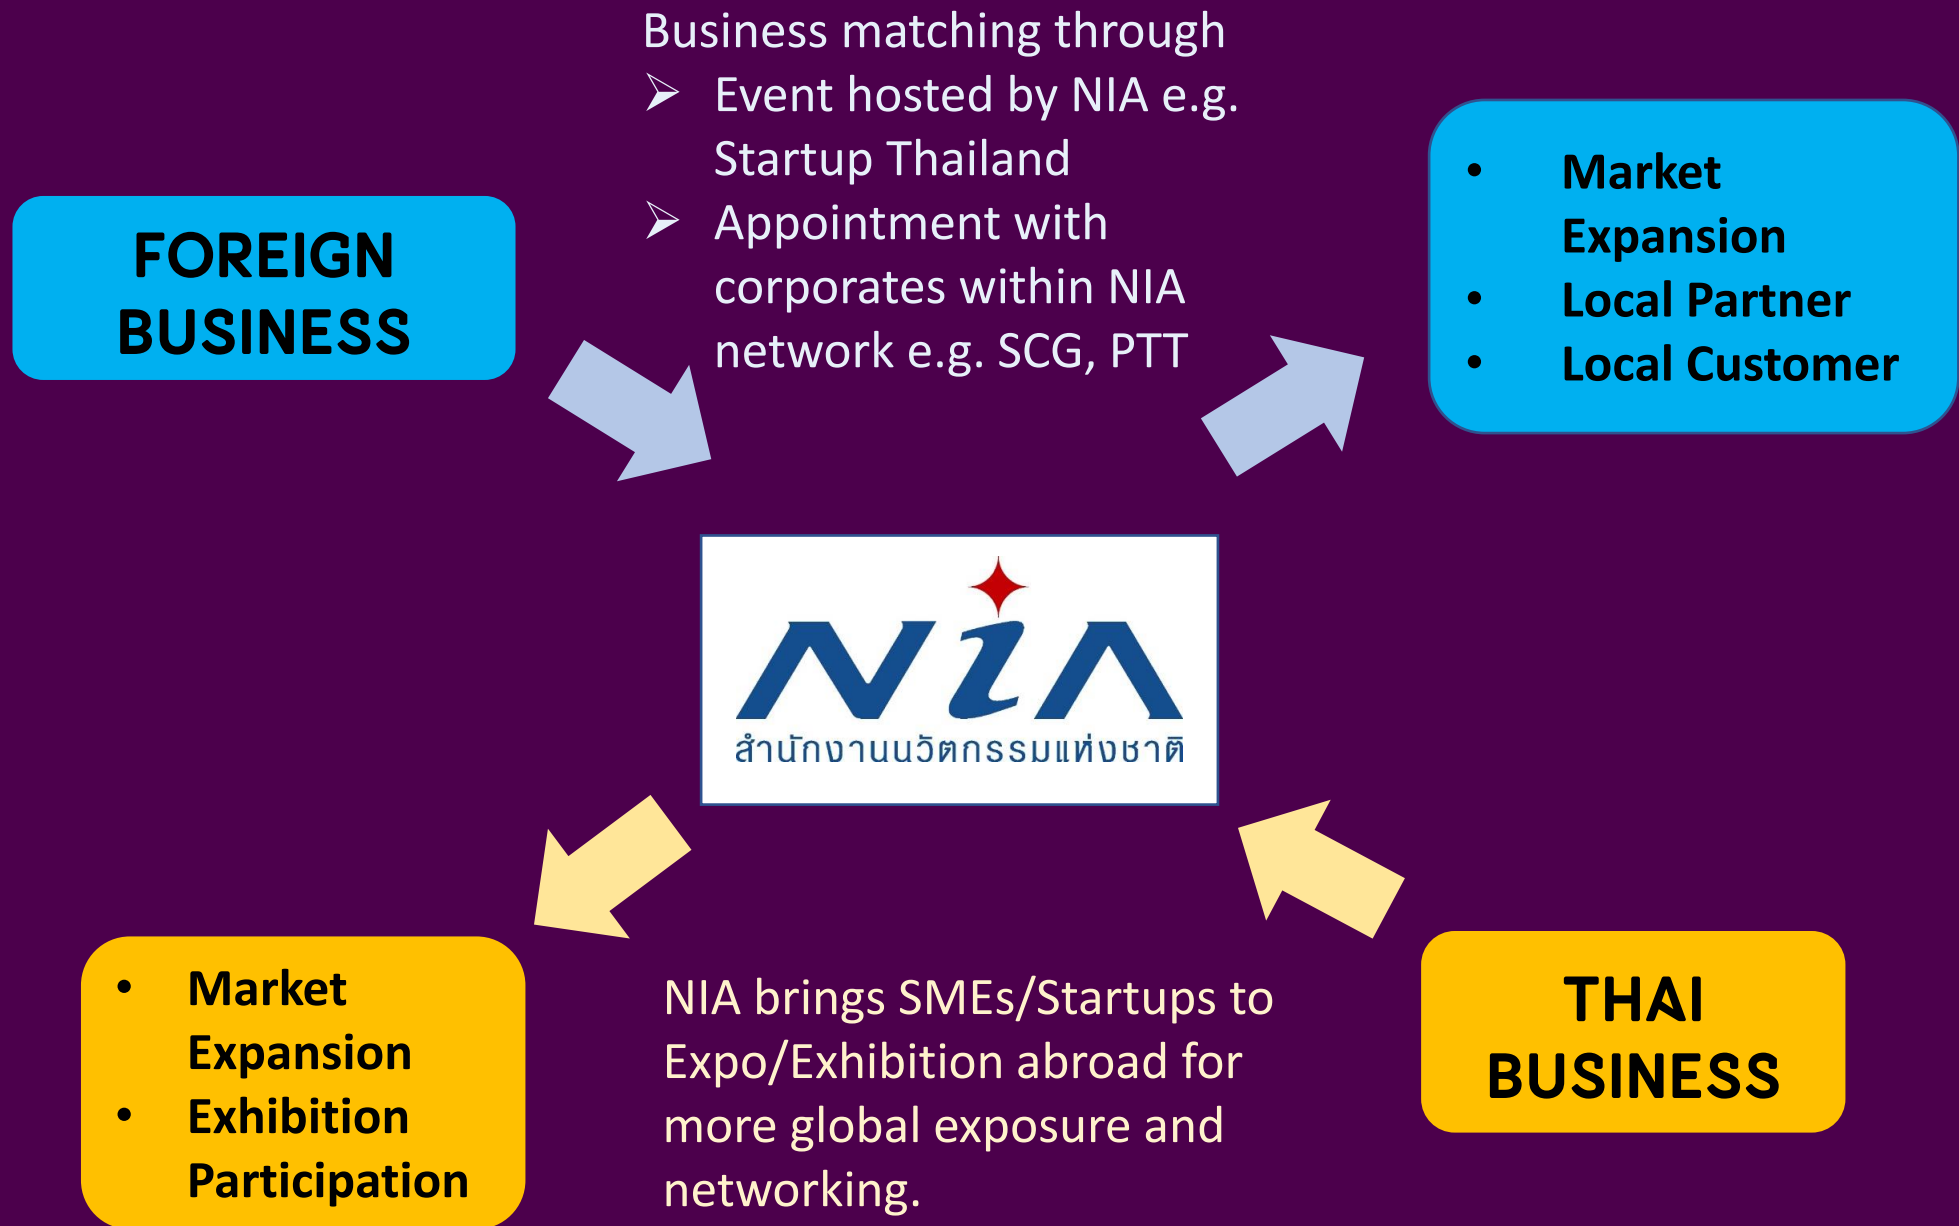 Business matching through
➢ Event hosted by NIA e.g.
Startup Thailand
➢ Appointment with
corporates within NIA
network e.g. SCG, PTT
FOREIGN
BUSINESS
• Market
Expansion
• Local Partner
• Local Customer
NiA
สำนักงานนวัตกรรมแห่งชาติ
• Market
Expansion
• Exhibition
Participation
NIA brings SMEs/Startups to
Expo/Exhibition abroad for
more global exposure and
networking.
THAI
BUSINESS